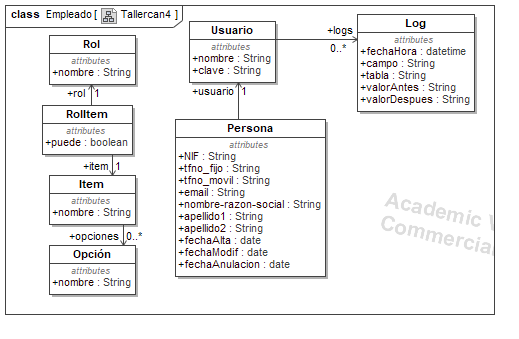 class Empleado [ Tallercan4 ]
Rol
attributes
+nombre : String
+rol 1
RolItem
attributes
+puede : boolean
+item 1
Item
attributes
+nombre : String
+opciones 0..*
Opción
attributes
+nombre : String
Usuario
attributes
+nombre : String
+clave : String
+logs
0..*
+usuario 1
Persona
attributes
+NIF : String
+tfno_fijo : String
+tfno_movil : String
+email : String
+nombre-razon-social : String
+apellido1 : String
+apellido2 : String
+fechaAlta : date
+fechaModif : date
+fechaAnulacion : date
Log
attributes
+fechaHora : datetime
+campo : String
+tabla : String
+valorAntes : String
+valorDespues : String
Academic